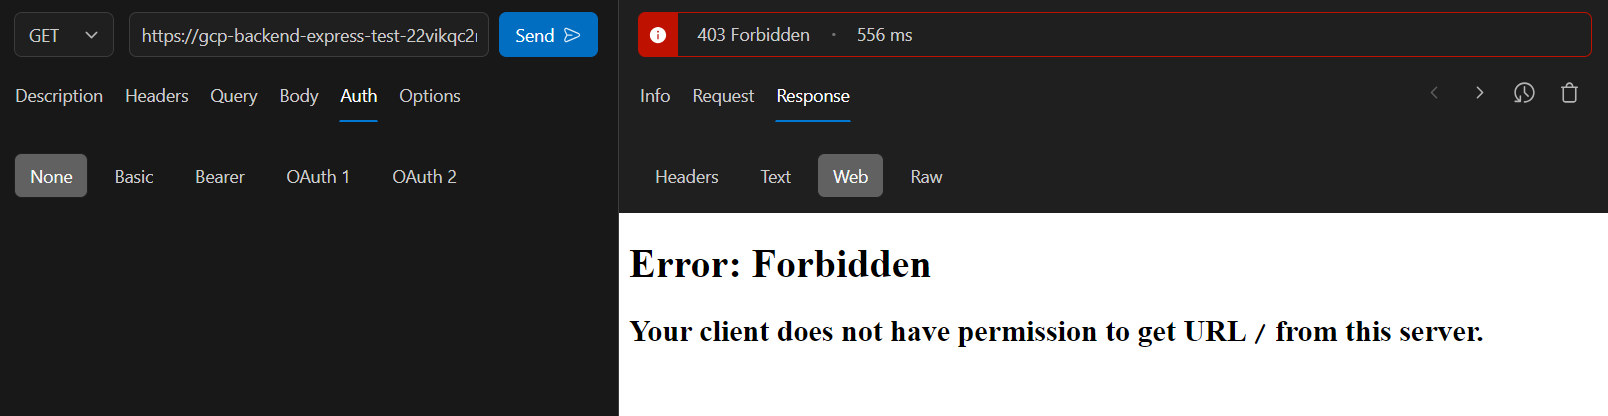 GET
https://gcp-backend-express-test-22vikqc2
Send
Description Headers Query Body Auth Options
None Basic Bearer OAuth 1 OAuth 2
403 Forbidden · 556 ms
Info Request Response
Headers Text Web Raw
Error: Forbidden
Your client does not have permission to get URL / from this server.